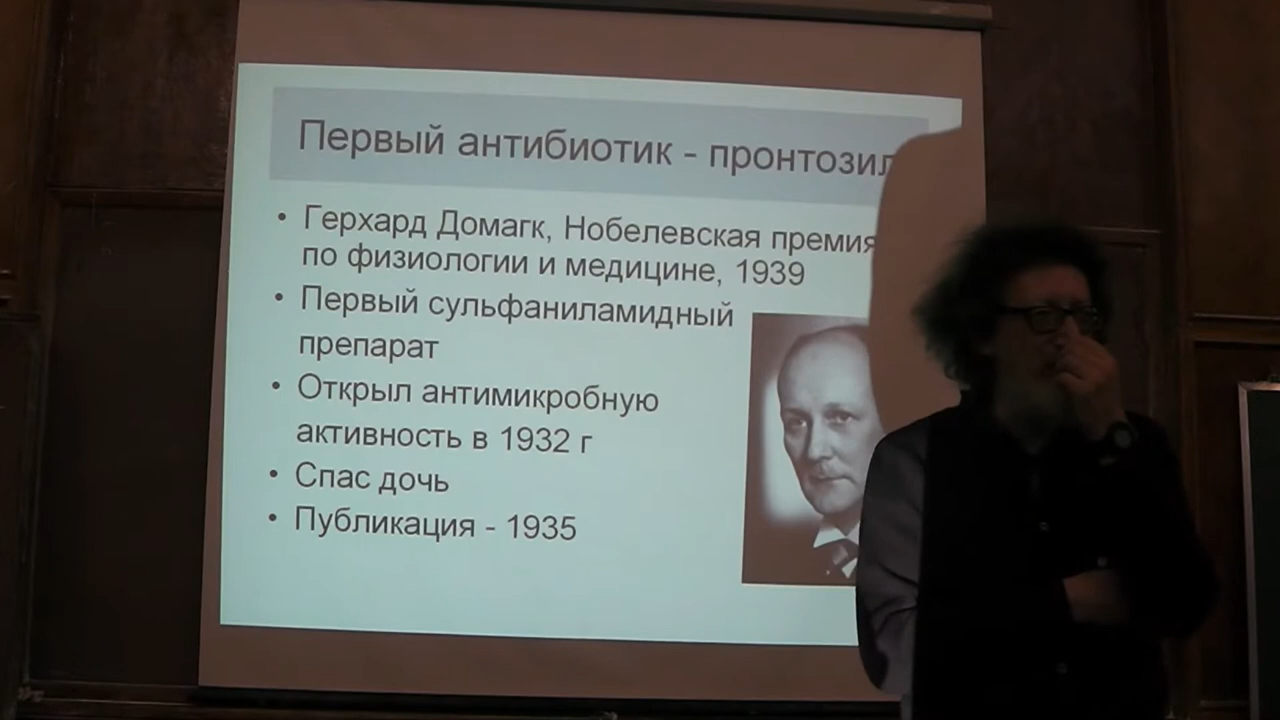 Первый антибиотик - пронтозил
• Герхард Домагк, Нобелевская премия
по физиологии и медицине, 1939
• Первый сульфаниламидный
препарат
• Открыл антимикробную
активность в 1932 г
• Спас дочь
• Публикация - 1935